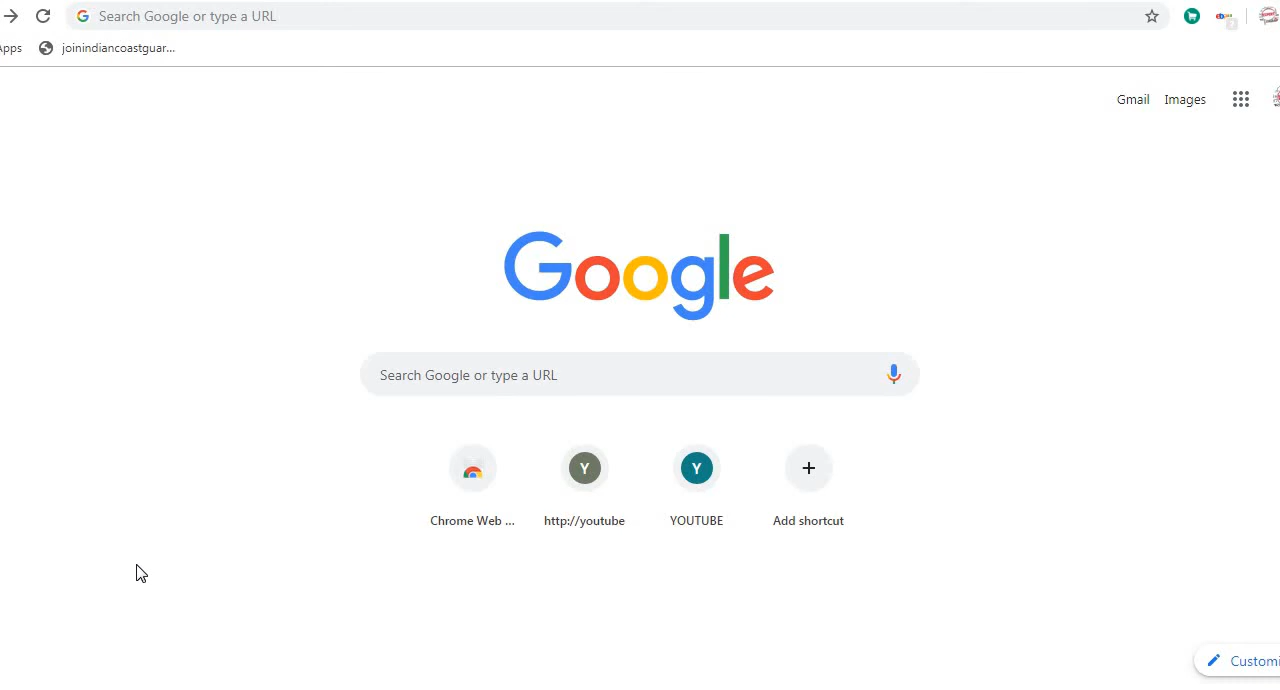 Search Google or type a URL
Apps joinindiancoastguar...
Gmail Images
Google
Search Google or type a URL
Y Y
Chrome Web ... http://youtube YOUTUBE Add shortcut
Customi